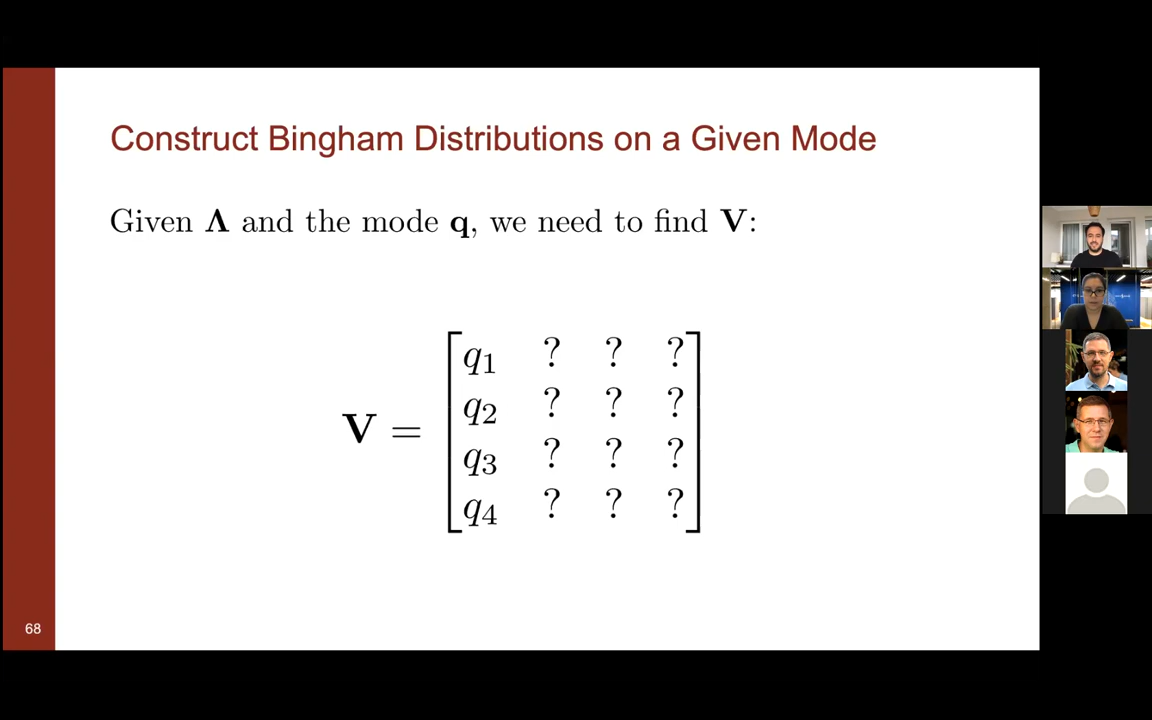 Construct Bingham Distributions on a Given Mode
Given Λ and the mode q, we need to find V:
V = [q1 ? ? ?
q2 ? ? ?
q3 ? ? ?
q4 ? ? ?]
68